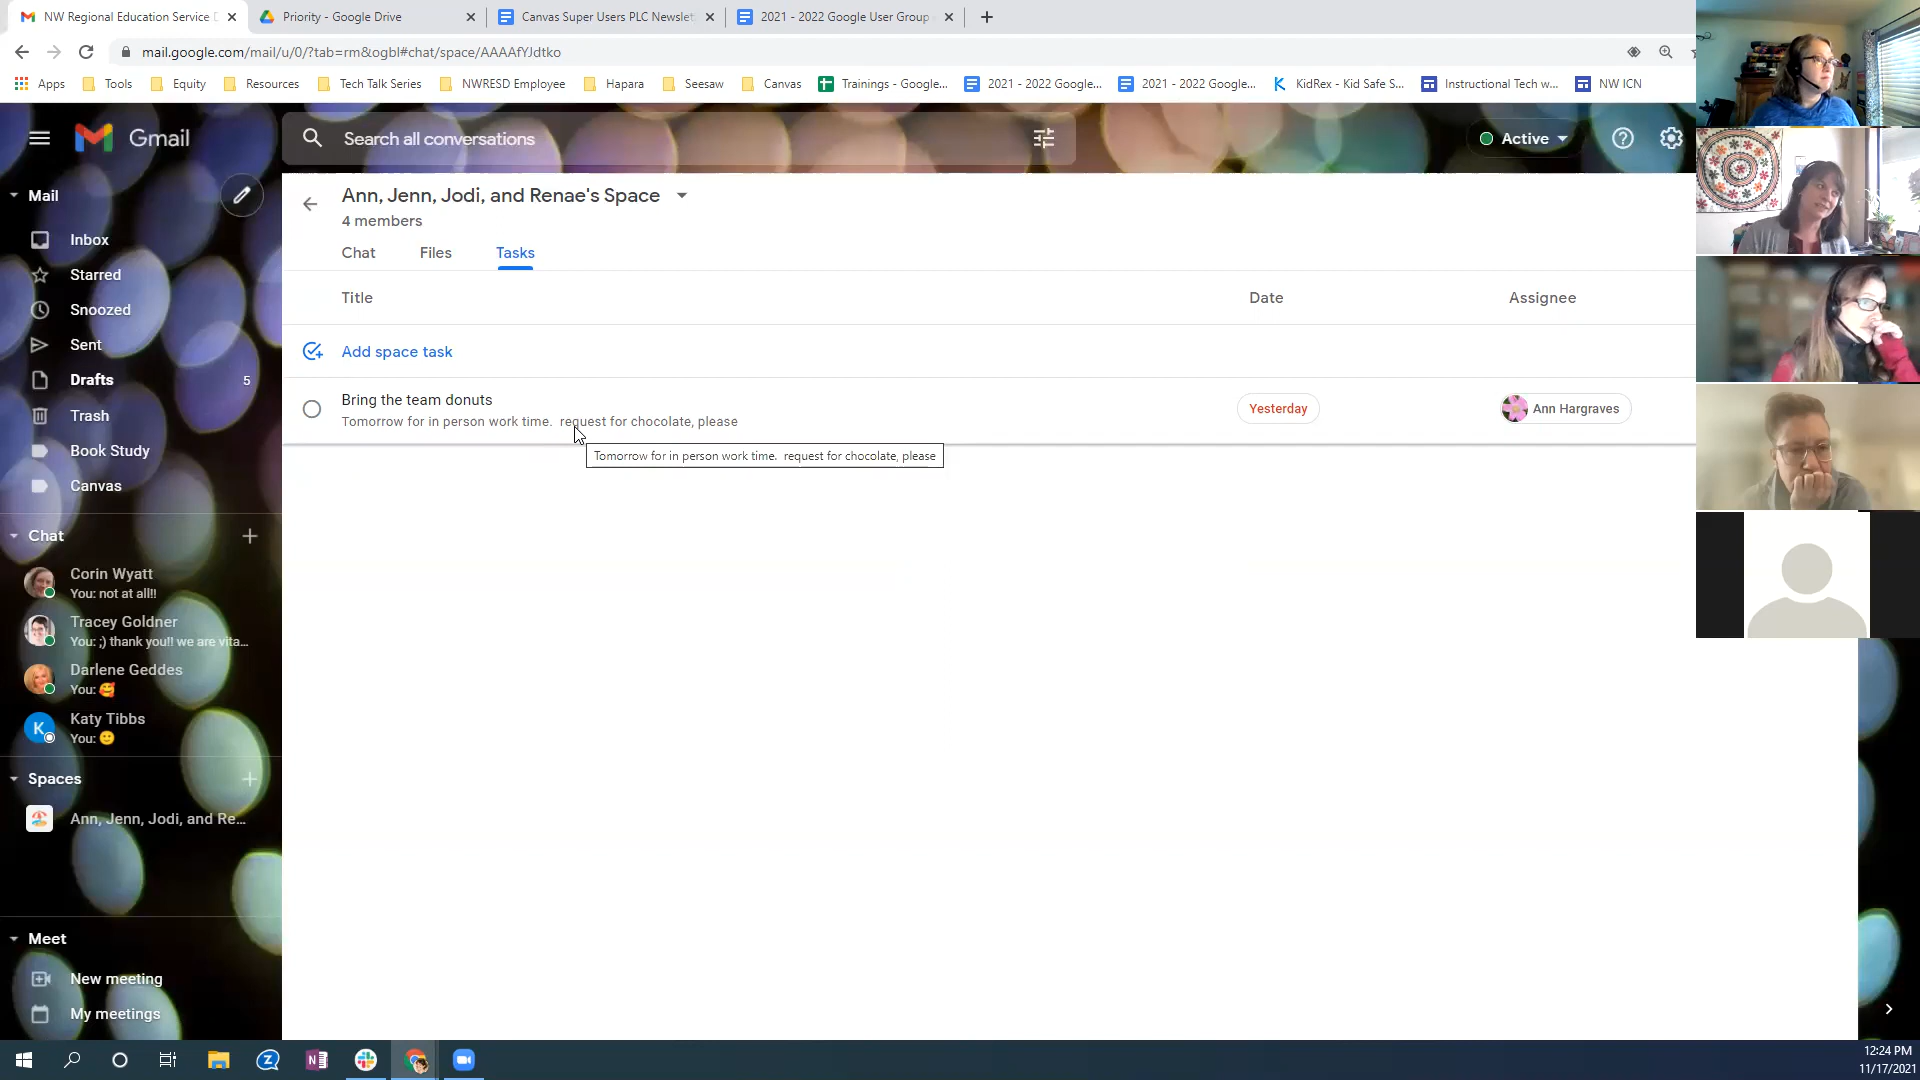 NW Regional Education Service D
Priority - Google Drive
Canvas Super Users PLC Newslet
2021 - 2022 Google User Group
mail.google.com/mail/u/0/?tab=rm&ogbl#chat/space/AAAAfYJdtko
Apps
Tools
Equity
Resources
Tech Talk Series
NWRESD Employee
Hapara
Seesaw
Canvas
Trainings - Google...
2021 - 2022 Google...
2021 - 2022 Google...
KidRex - Kid Safe S...
Instructional Tech w...
NW ICN
Gmail
Search all conversations
Active
Mail
Inbox
Starred
Snoozed
Sent
Drafts 5
Trash
Book Study
Canvas
Chat
Corin Wyatt
You: not at all!!
Tracey Goldner
You: ;) thank you!! we are vita...
Darlene Geddes
You: 🥰
K
Katy Tibbs
You: 🙂
Spaces
Ann, Jenn, Jodi, and Re...
Meet
New meeting
My meetings
Ann, Jenn, Jodi, and Renae's Space
4 members
Chat Files Tasks
Title Date Assignee
Add space task
Bring the team donuts
Tomorrow for in person work time.  request for chocolate, please
Yesterday
Ann Hargraves
Tomorrow for in person work time.  request for chocolate, please
12:24 PM
11/17/2021